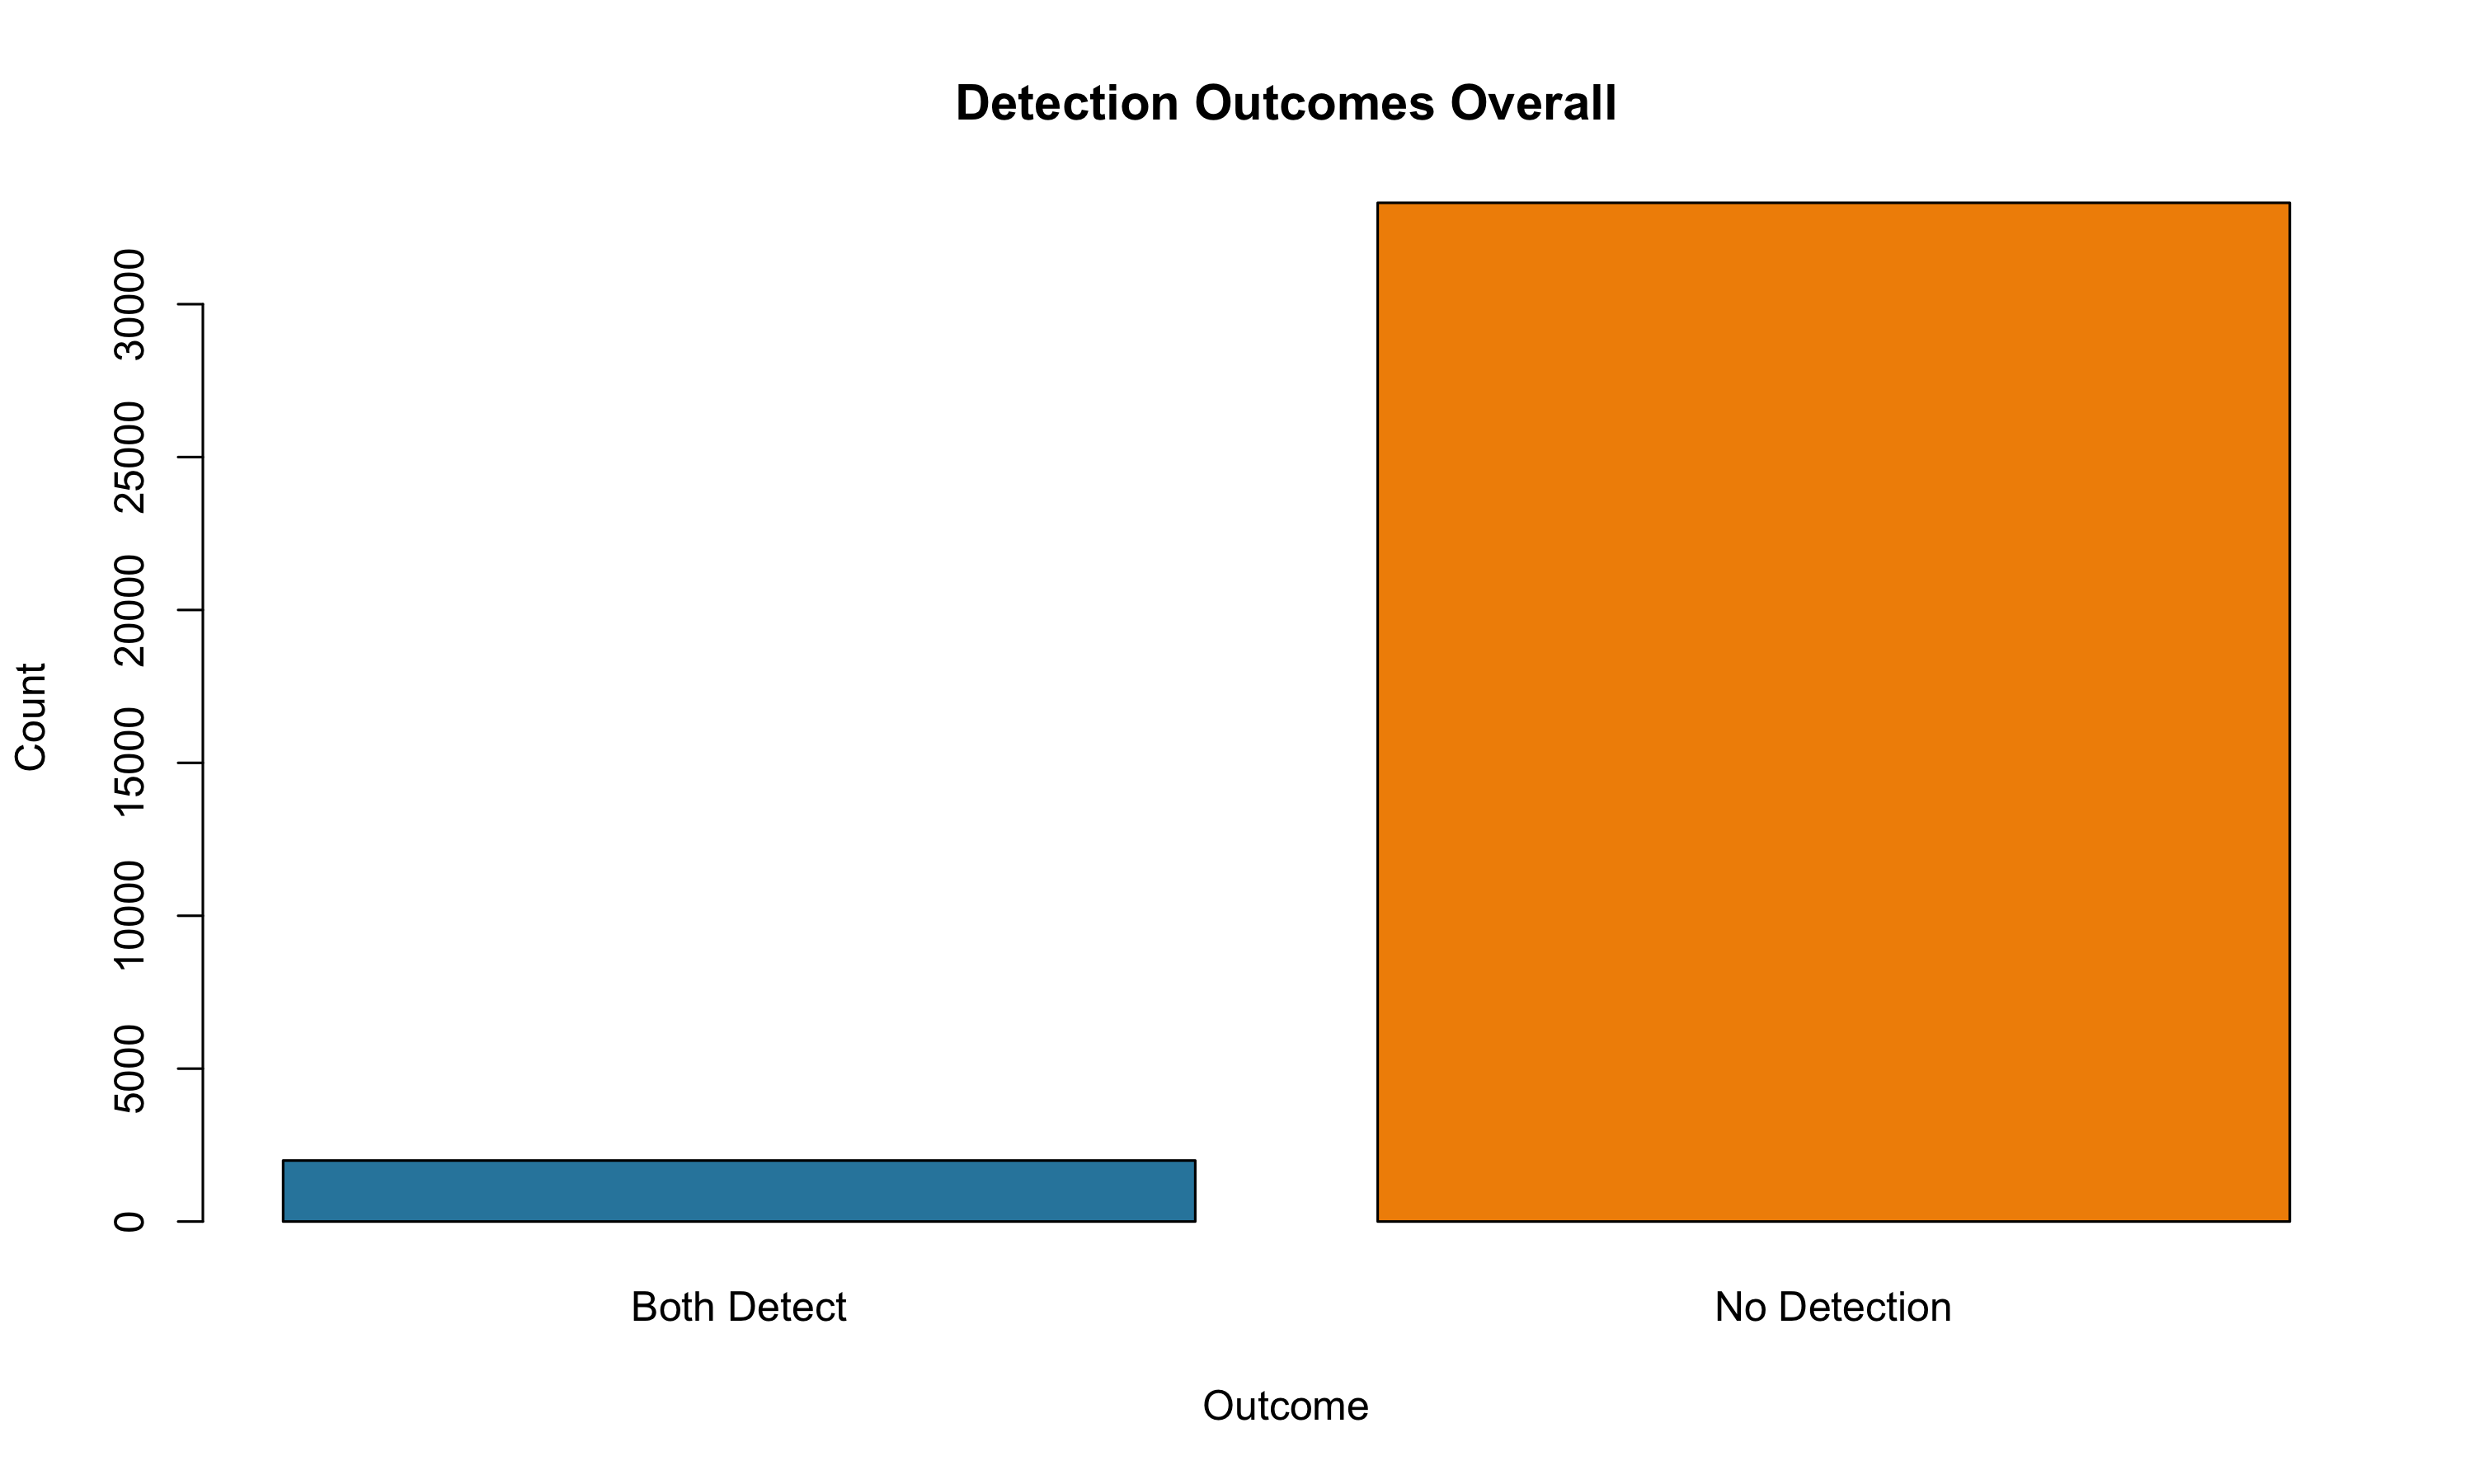 Detection Outcomes Overall
Count
30000
25000
20000
15000
10000
5000
0
Both Detect
No Detection
Outcome